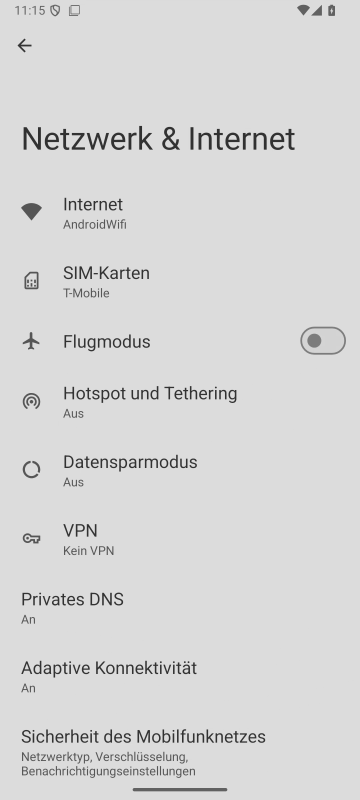 11:15
Netzwerk & Internet
Internet
AndroidWifi
SIM-Karten
T-Mobile
Flugmodus
Hotspot und Tethering
Aus
Datensparmodus
Aus
VPN
Kein VPN
Privates DNS
An
Adaptive Konnektivität
An
Sicherheit des Mobilfunknetzes
Netzwerktyp, Verschlüsselung,
Benachrichtigungseinstellungen